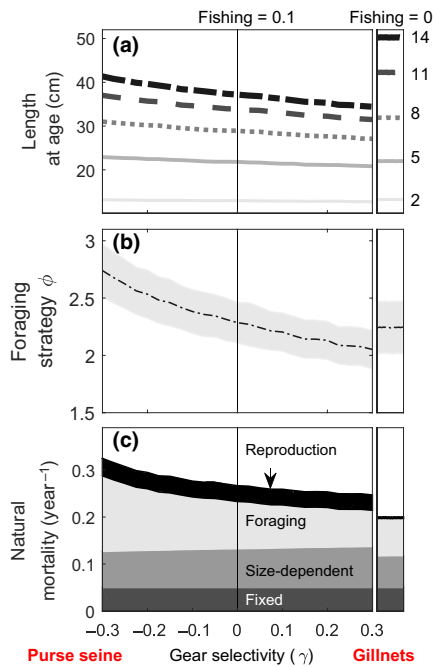 Fishing = 0.1
Fishing = 0
(a)
50
40
30
20
Length
at age (cm)
14
11
8
5
2
(b)
3
2.5
2
1.5
Foraging
strategy ϕ
(c)
0.3
0.2
0.1
0
Natural
mortality (year⁻¹)
Reproduction
Foraging
Size-dependent
Fixed
−0.3 −0.2 −0.1 0 0.1 0.2 0.3
Purse seine Gear selectivity (γ) Gillnets